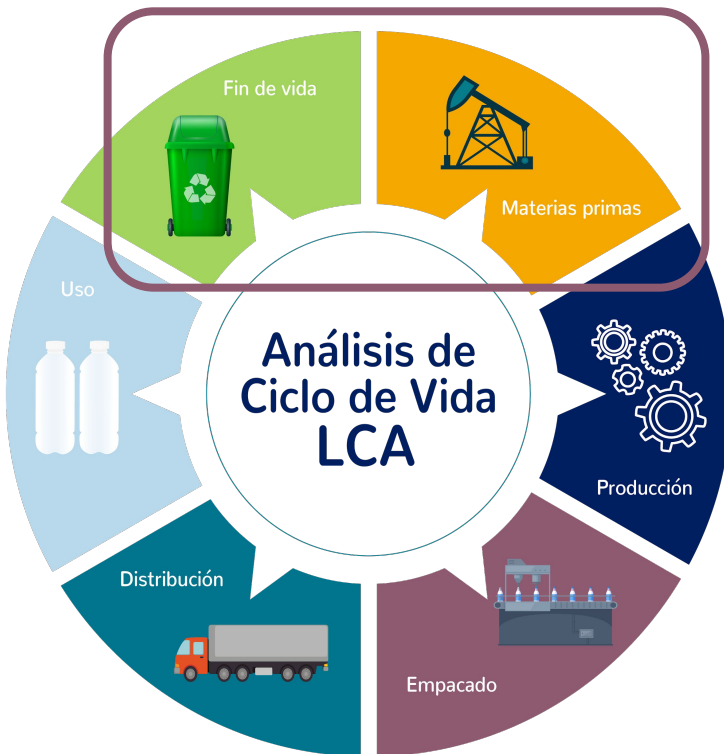 Fin de vida
Materias primas
Uso
Análisis de
Ciclo de Vida
LCA
Producción
Distribución
Empacado